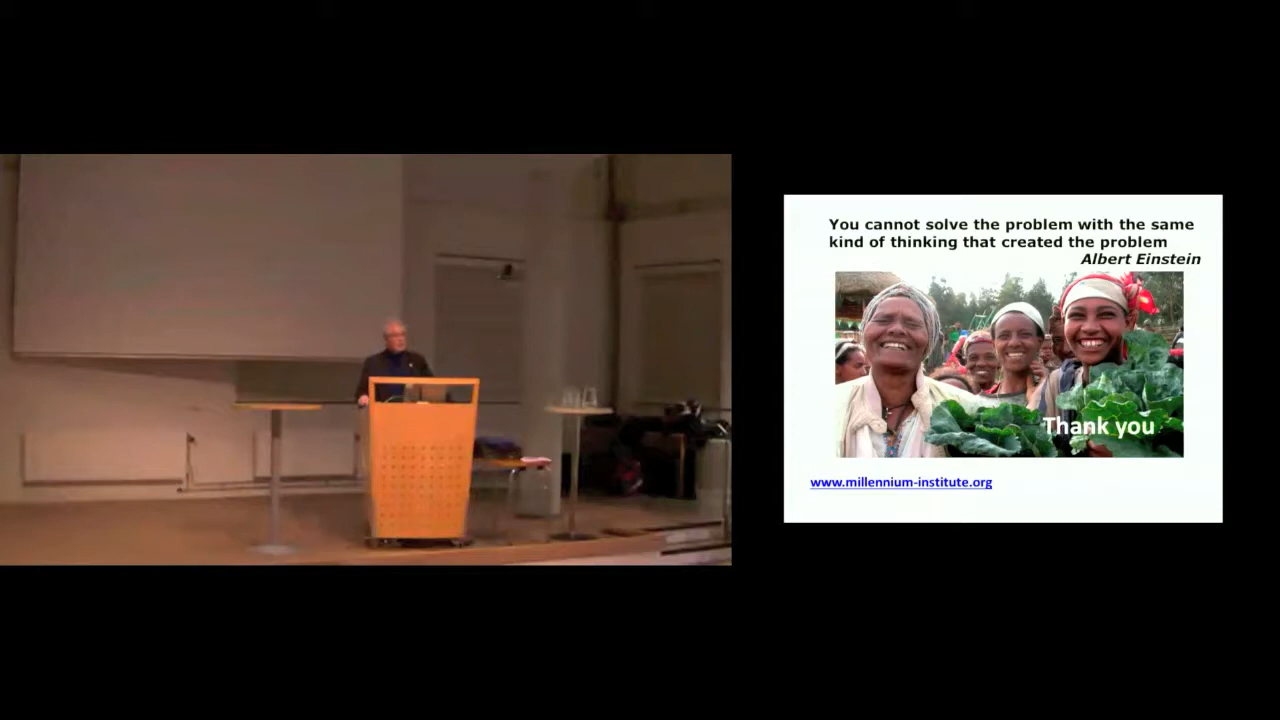 You cannot solve the problem with the same
kind of thinking that created the problem
Albert Einstein
Thank you
www.millennium-institute.org